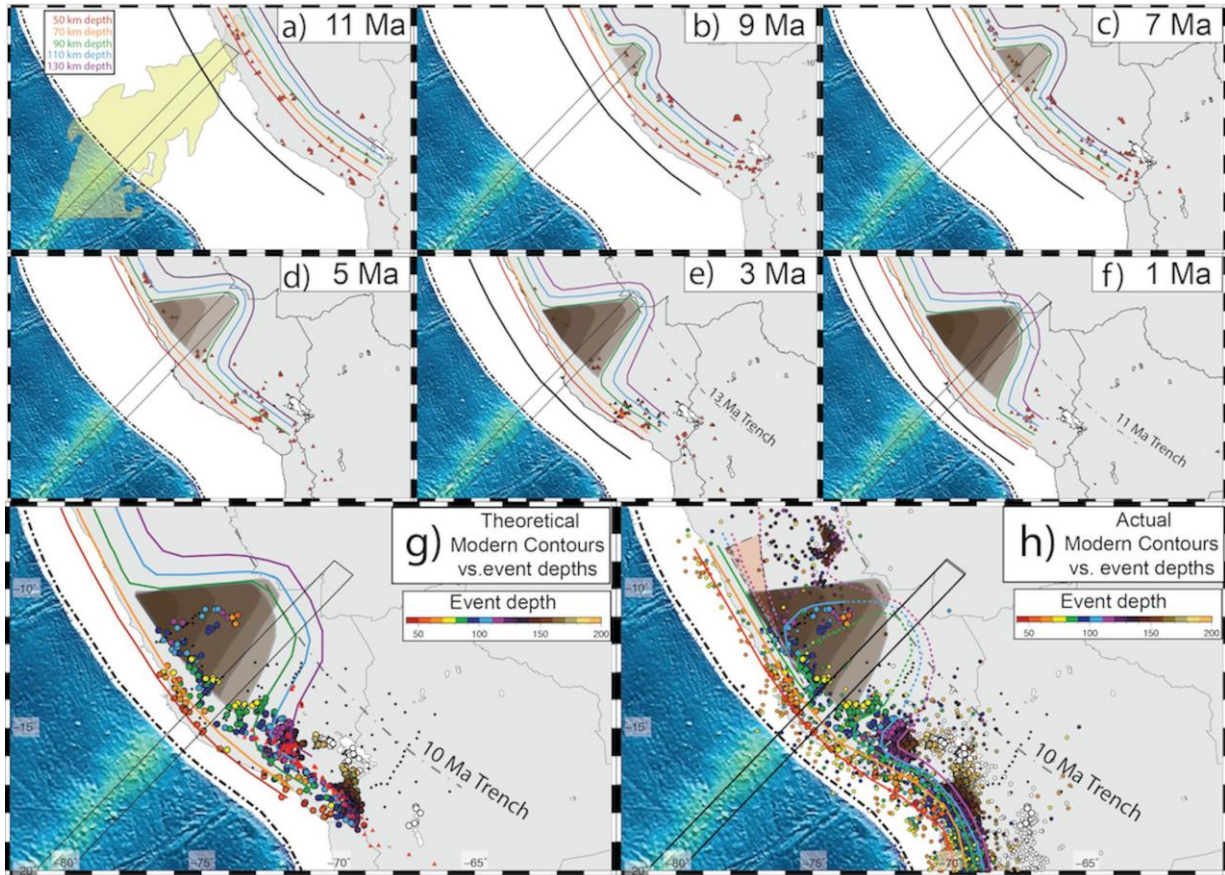 50 km depth
70 km depth
90 km depth
110 km depth
130 km depth
a) 11 Ma
b) 9 Ma
-10°
-15°
c) 7 Ma
d) 5 Ma
e) 3 Ma
13 Ma Trench
f) 1 Ma
11 Ma Trench
g) Theoretical
Modern Contours
vs.event depths
Event depth
50 100 150 200
-10
-15
-20°
-80° -75° -70° -65°
10 Ma Trench
h) Actual
Modern Contours
vs. event depths
Event depth
50 100 150 200
-10
-15
-20°
-80° -75° -70° -65°
10 Ma Trench